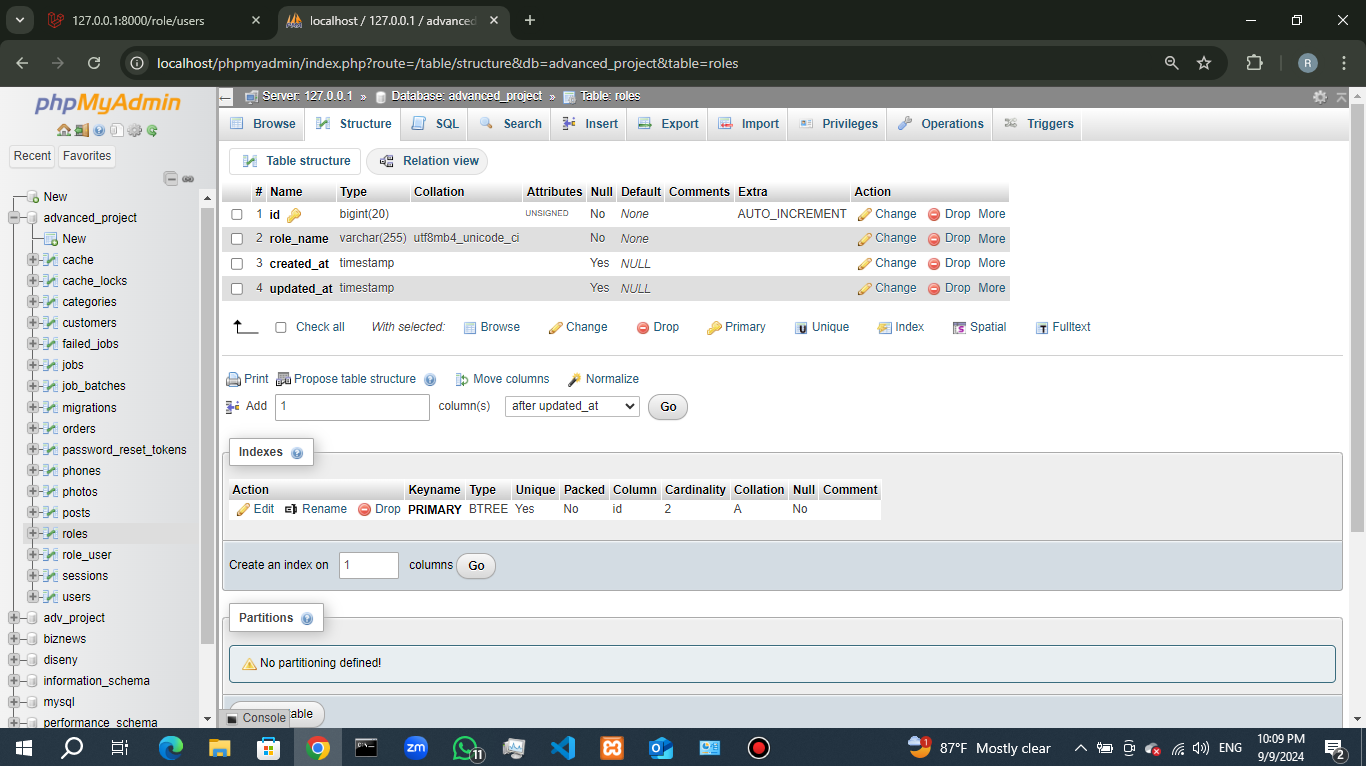 127.0.0.1:8000/role/users
localhost / 127.0.0.1 / advanced
localhost/phpmyadmin/index.php?route=/table/structure&db=advanced_project&table=roles
R
phpMyAdmin
Recent Favorites
New
advanced_project
New
cache
cache_locks
categories
customers
failed_jobs
jobs
job_batches
migrations
orders
password_reset_tokens
phones
photos
posts
roles
role_user
sessions
users
adv_project
biznews
diseny
information_schema
mysql
performance_schema
Server: 127.0.0.1 » Database: advanced_project » Table: roles
Browse Structure SQL Search Insert Export Import Privileges Operations Triggers
Table structure Relation view
# Name Type Collation Attributes Null Default Comments Extra Action
1 id bigint(20) UNSIGNED No None AUTO_INCREMENT Change Drop More
2 role_name varchar(255) utf8mb4_unicode_ci No None Change Drop More
3 created_at timestamp Yes NULL Change Drop More
4 updated_at timestamp Yes NULL Change Drop More
Check all With selected: Browse Change Drop Primary Unique Index Spatial Fulltext
Print Propose table structure Move columns Normalize
Add 1 column(s) after updated_at Go
Indexes
Action Keyname Type Unique Packed Column Cardinality Collation Null Comment
Edit Rename Drop PRIMARY BTREE Yes No id 2 A No
Create an index on 1 columns Go
Partitions
No partitioning defined!
Console
zm
11
1
87°F Mostly clear
ENG
10:09 PM
9/9/2024
2